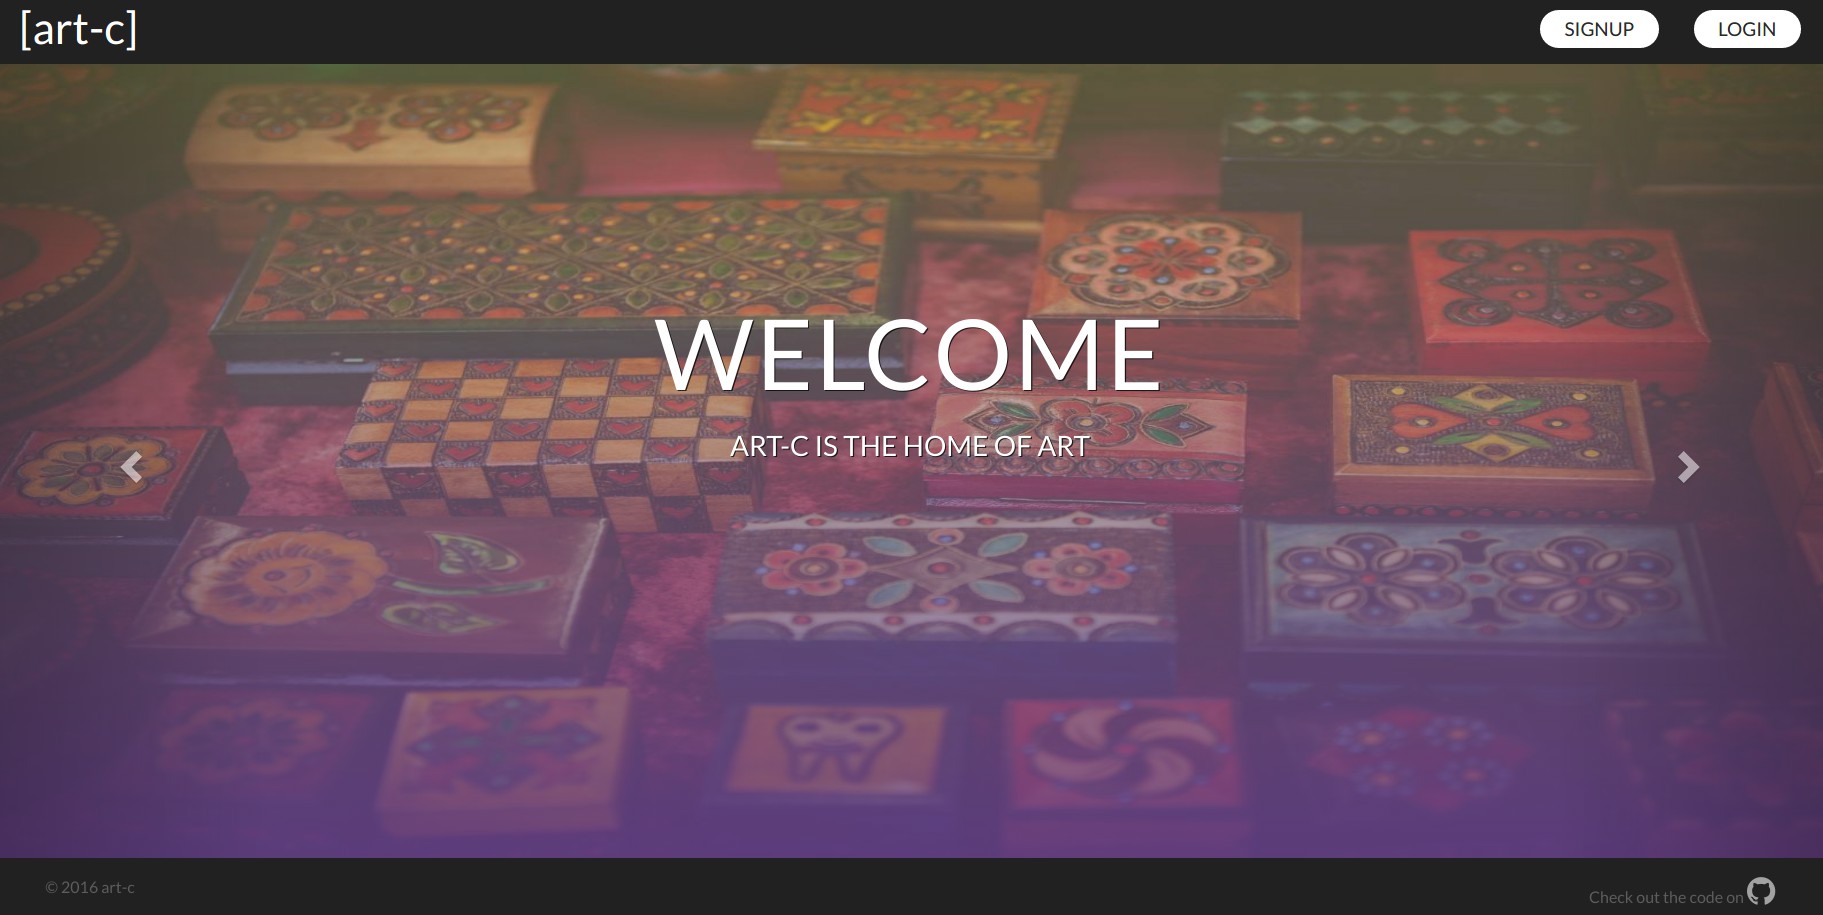 [art-c]
SIGNUP
LOGIN
WELCOME
ART-C IS THE HOME OF ART
© 2016 art-c
Check out the code on